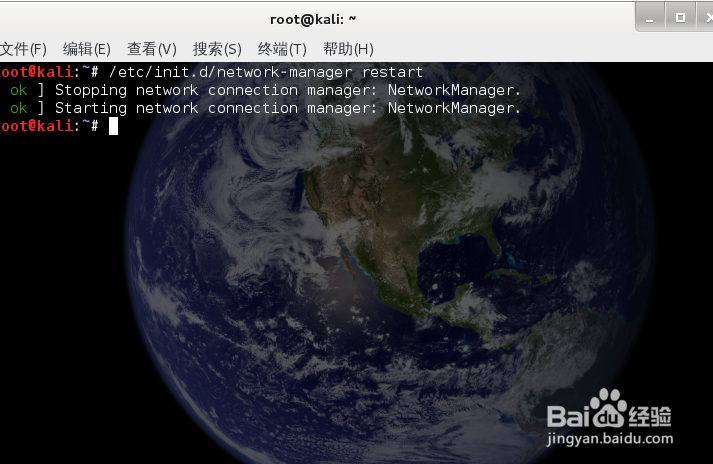 root@kali: ~
文件(F) 编辑(E) 查看(V) 搜索(S) 终端(T) 帮助(H)
oot@kali:~# /etc/init.d/network-manager restart
ok ] Stopping network connection manager: NetworkManager.
ok ] Starting network connection manager: NetworkManager.
oot@kali:~#
Bai 经验
jingyan.baidu.com